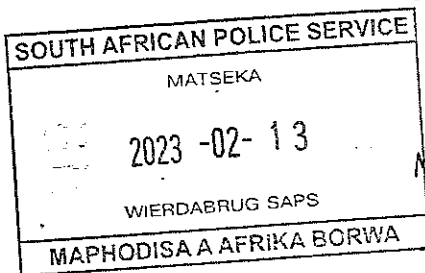 SOUTH AFRICAN POLICE SERVICE
MATSEKA
2023 -02- 13
WIERDABRUG SAPS
MAPHODISA A AFRIKA BORWA